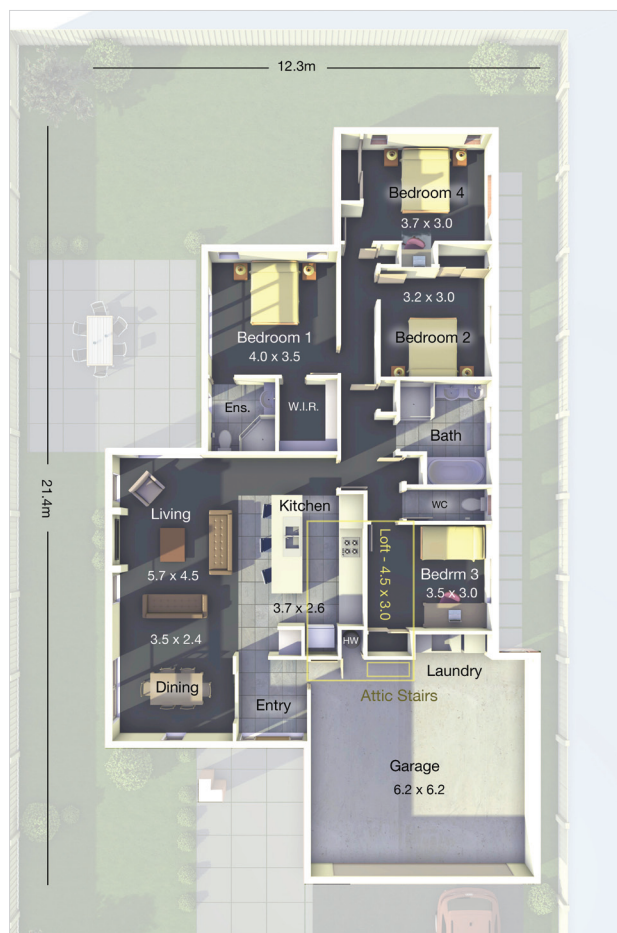 12.3m
Bedroom 4
3.7 x 3.0
3.2 x 3.0
Bedroom 2
Bedroom 1
4.0 x 3.5
Ens.
W.I.R.
Bath
21.4m
Living
5.7 x 4.5
Kitchen
3.7 x 2.6
WC
Loft - 4.5 x 3.0
Bedrm 3
3.5 x 3.0
3.5 x 2.4
Dining
HW
Entry
Laundry
Attic Stairs
Garage
6.2 x 6.2